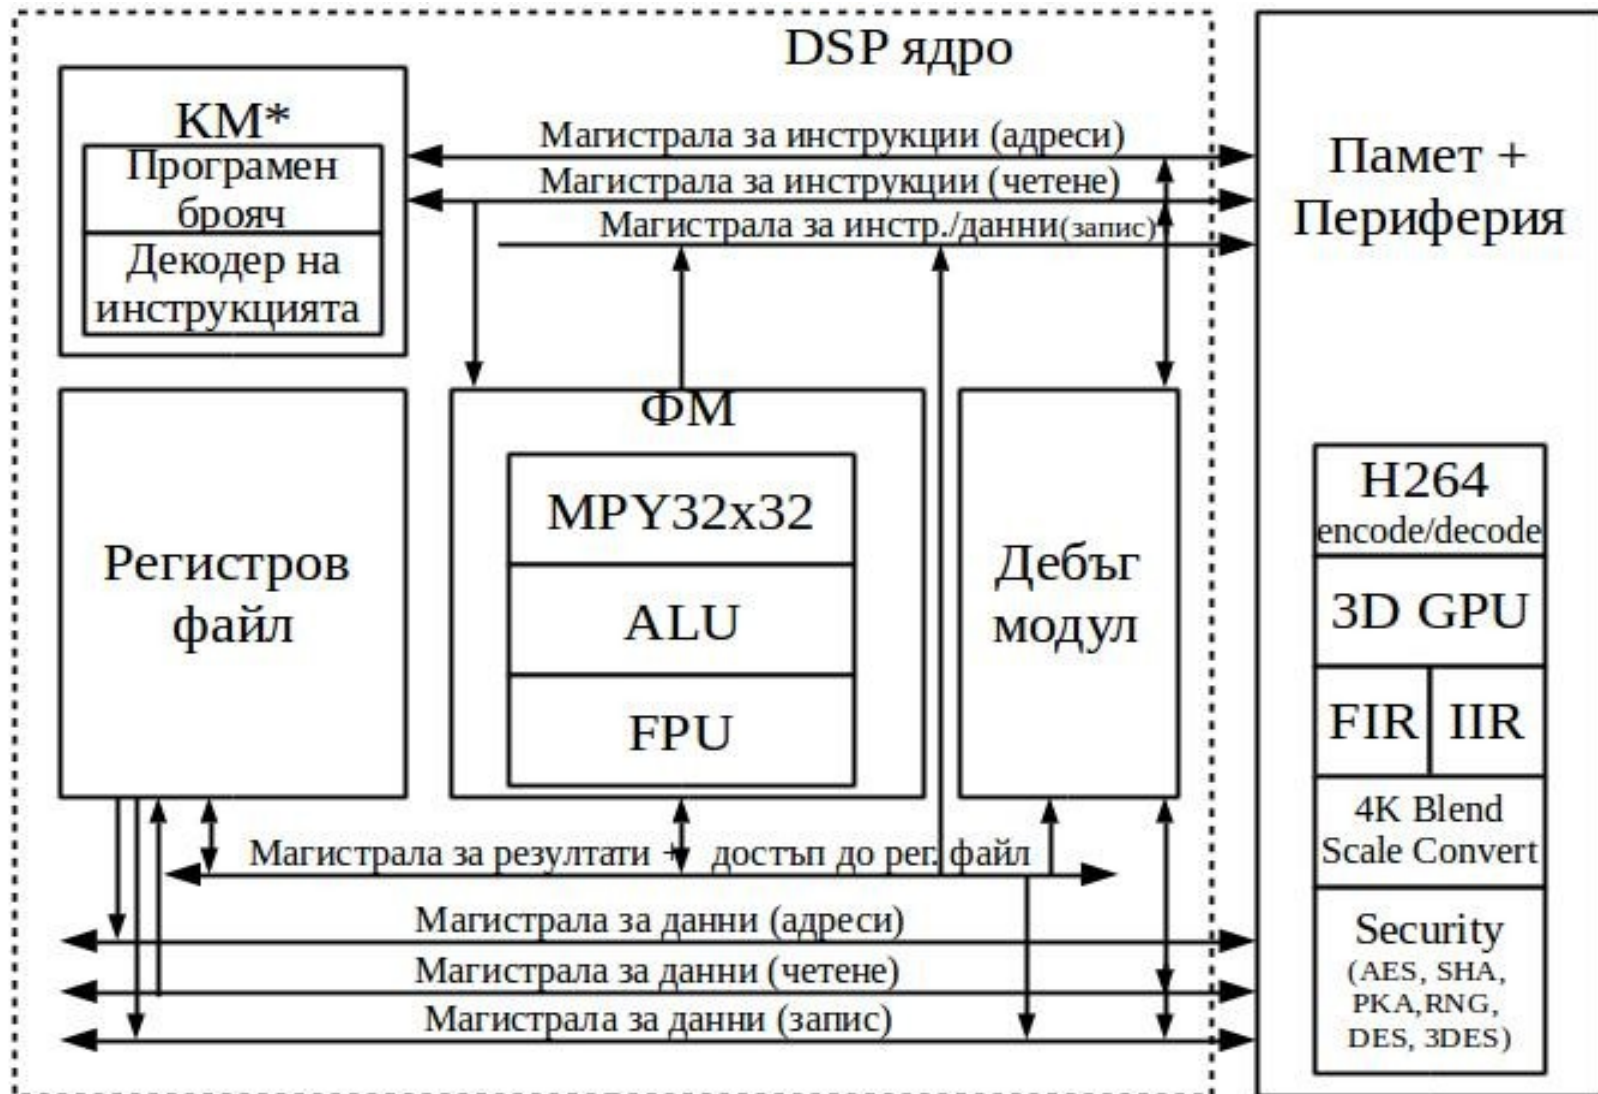 DSP ядро
КМ*
Програмен
брояч
Декодер на
инструкцията
Магистрала за инструкции (адреси)
Магистрала за инструкции (четене)
Магистрала за инстр./данни(запис)
Памет +
Периферия
Регистров
файл
ФМ
MPY32x32
ALU
FPU
Дебъг
модул
H264
encode/decode
3D GPU
FIR IIR
4K Blend
Scale Convert
Security
(AES, SHA,
PKA,RNG,
DES, 3DES)
Магистрала за резултати + достъп до рег. файл
Магистрала за данни (адреси)
Магистрала за данни (четене)
Магистрала за данни (запис)